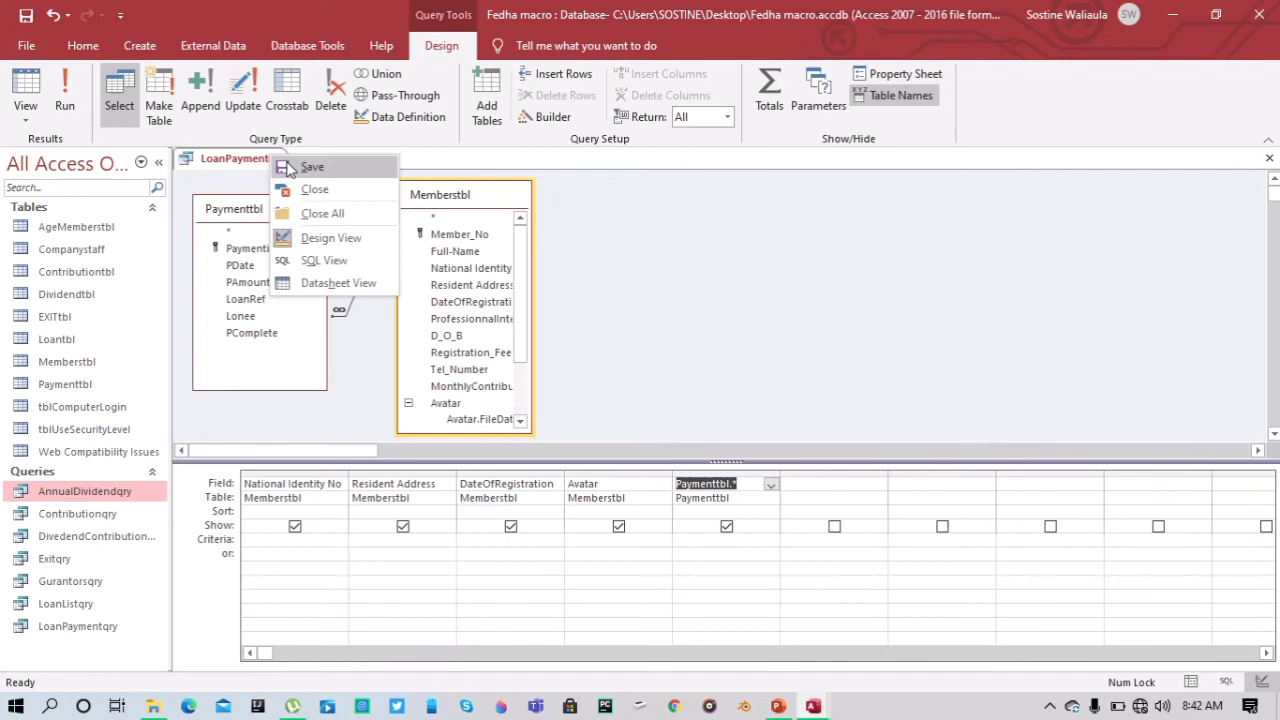 Query Tools
Fedha macro : Database- C:\Users\SOSTINE\Desktop\Fedha macro.accdb (Access 2007 - 2016 file form...
Sostine Waliaula
SW
File
Home
Create
External Data
Database Tools
Help
Design
Tell me what you want to do
View
Run
Select
Make Table
Append
Update
Crosstab
Delete
Union
Pass-Through
Data Definition
Add Tables
Insert Rows
Delete Rows
Builder
Insert Columns
Delete Columns
Return: All
Totals
Parameters
Property Sheet
XYZ Table Names
Results
Query Type
Query Setup
Show/Hide
All Access O...
Search...
Tables
AgeMemberstbl
Companystaff
Contributiontbl
Dividendtbl
EXITtbl
Loantbl
Memberstbl
Paymenttbl
tblComputerLogin
tblUseSecurityLevel
Web Compatibility Issues
Queries
AnnualDividendqry
Contributionqry
DivedendContribution...
Exitqry
Gurantorsqry
LoanListqry
LoanPaymentqry
LoanPayment
Save
Close
Close All
Design View
SQL SQL View
Datasheet View
Paymenttbl
*
Paymenti
PDate
PAmount
LoanRef
Lonee
PComplete
Memberstbl
*
Member_No
Full-Name
National Identity
Resident Address
DateOfRegistrati
ProfessionnalInte
D_O_B
Registration_Fee
Tel_Number
MonthlyContribu
Avatar
Avatar.FileDat
Field: National Identity No Resident Address DateOfRegistration Avatar Paymenttbl.*
Table: Memberstbl Memberstbl Memberstbl Memberstbl Paymenttbl
Sort:
Show:
Criteria:
or:
Ready
Num Lock
SQL
8:42 AM